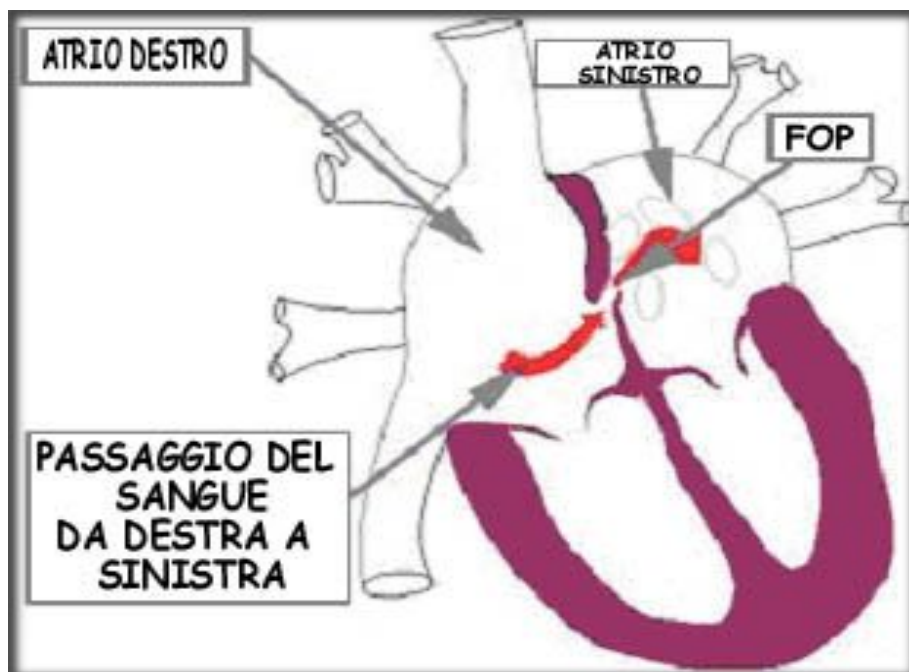 ATRIO DESTRO
ATRIO
SINISTRO
FOP
PASSAGGIO DEL
SANGUE
DA DESTRA A
SINISTRA